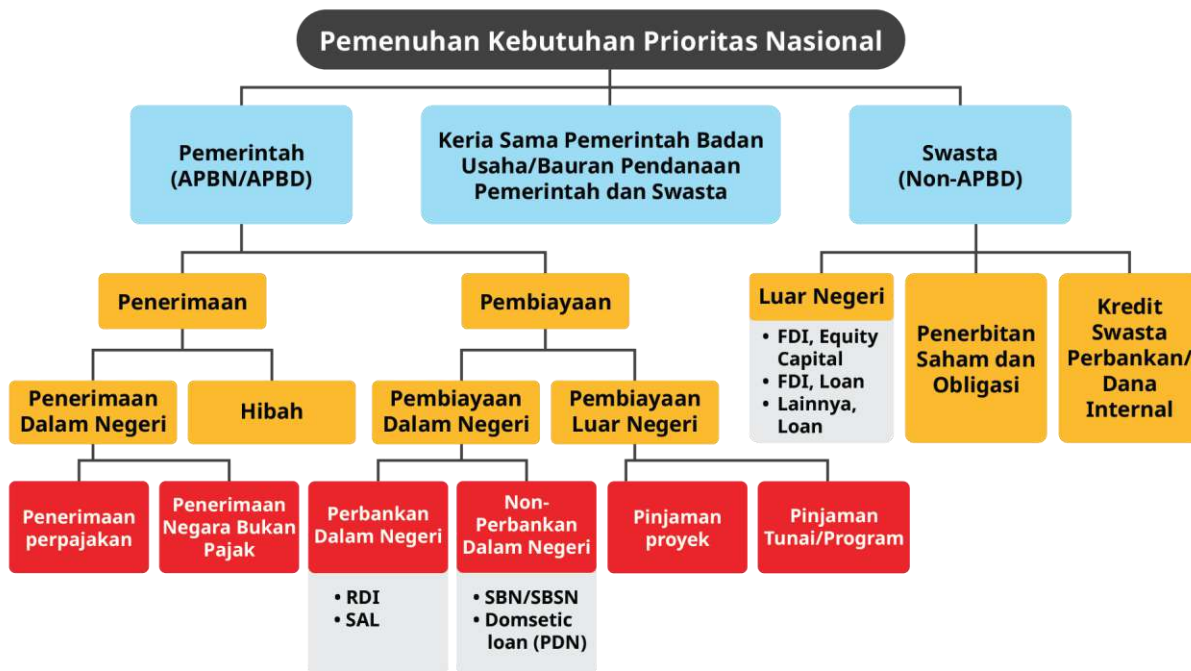 Pemenuhan Kebutuhan Prioritas Nasional
Pemerintah
(APBN/APBD)
Keria Sama Pemerintah Badan
Usaha/Bauran Pendanaan
Pemerintah dan Swasta
Swasta
(Non-APBD)
Penerimaan
Pembiayaan
Luar Negeri
• FDI, Equity
Capital
• FDI, Loan
• Lainnya,
Loan
Penerbitan
Saham dan
Obligasi
Kredit
Swasta
Perbankan/
Dana
Internal
Penerimaan
Dalam Negeri
Hibah
Pembiayaan
Dalam Negeri
Pembiayaan
Luar Negeri
Penerimaan
perpajakan
Penerimaan
Negara Bukan
Pajak
Perbankan
Dalam Negeri
• RDI
• SAL
Non-
Perbankan
Dalam Negeri
• SBN/SBSN
• Domsetic
loan (PDN)
Pinjaman
proyek
Pinjaman
Tunai/Program